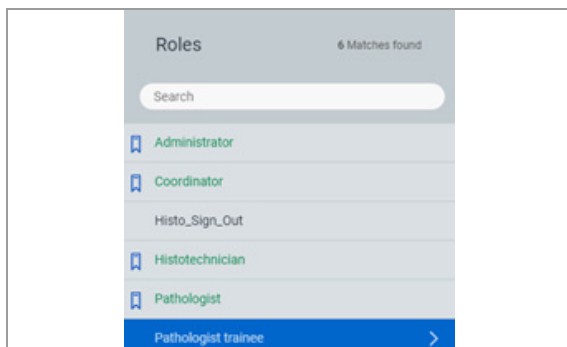 Roles
6 Matches found
Search
Administrator
Coordinator
Histo_Sign_Out
Histotechnician
Pathologist
Pathologist trainee